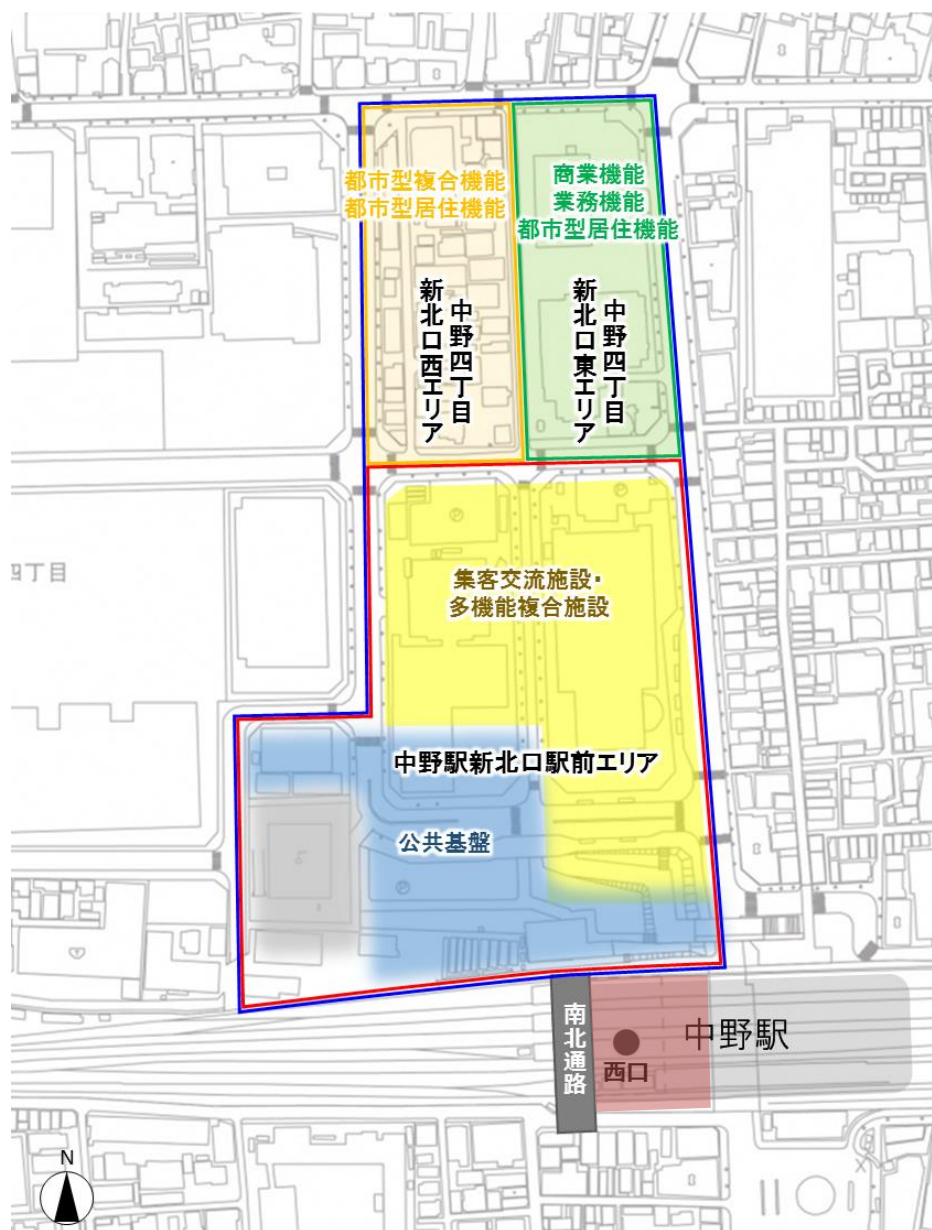 都市型複合機能
都市型居住機能
商業機能
業務機能
都市型居住機能
中野四丁目
新北口西エリア
中野四丁目
新北口東エリア
四丁目
集客交流施設・
多機能複合施設
中野駅新北口駅前エリア
公共基盤
南北通路
中野駅
西口
N